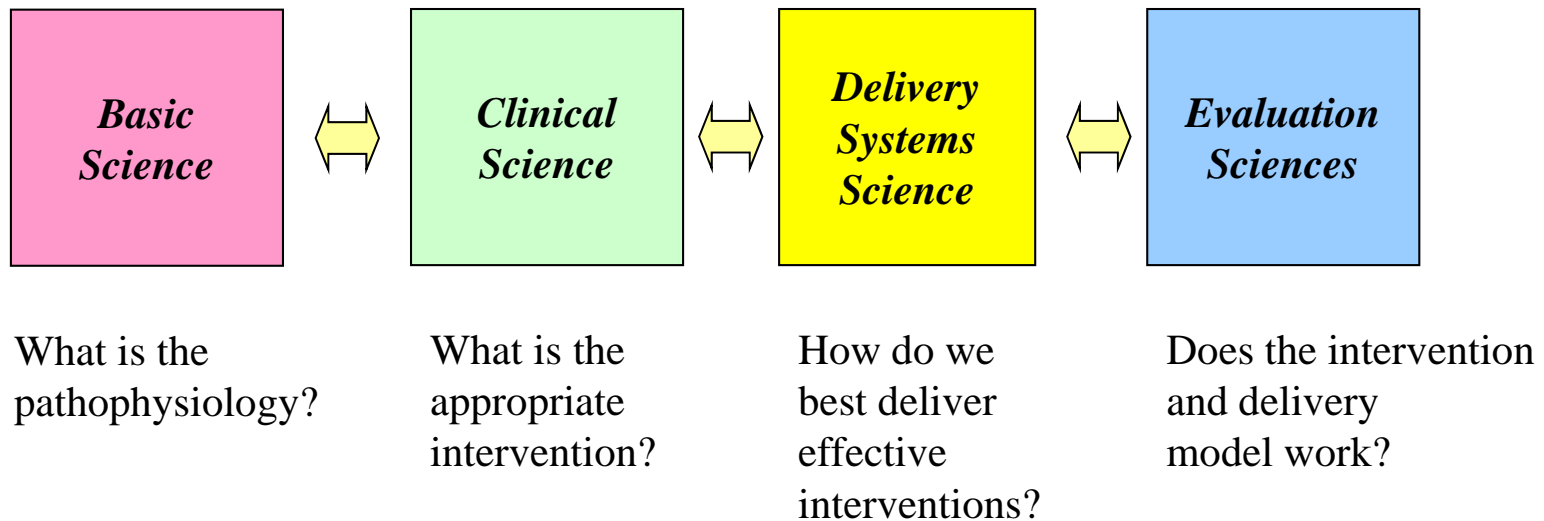 Basic
Science
Clinical
Science
Delivery
Systems
Science
Evaluation
Sciences
What is the
pathophysiology?
What is the
appropriate
intervention?
How do we
best deliver
effective
interventions?
Does the intervention
and delivery
model work?